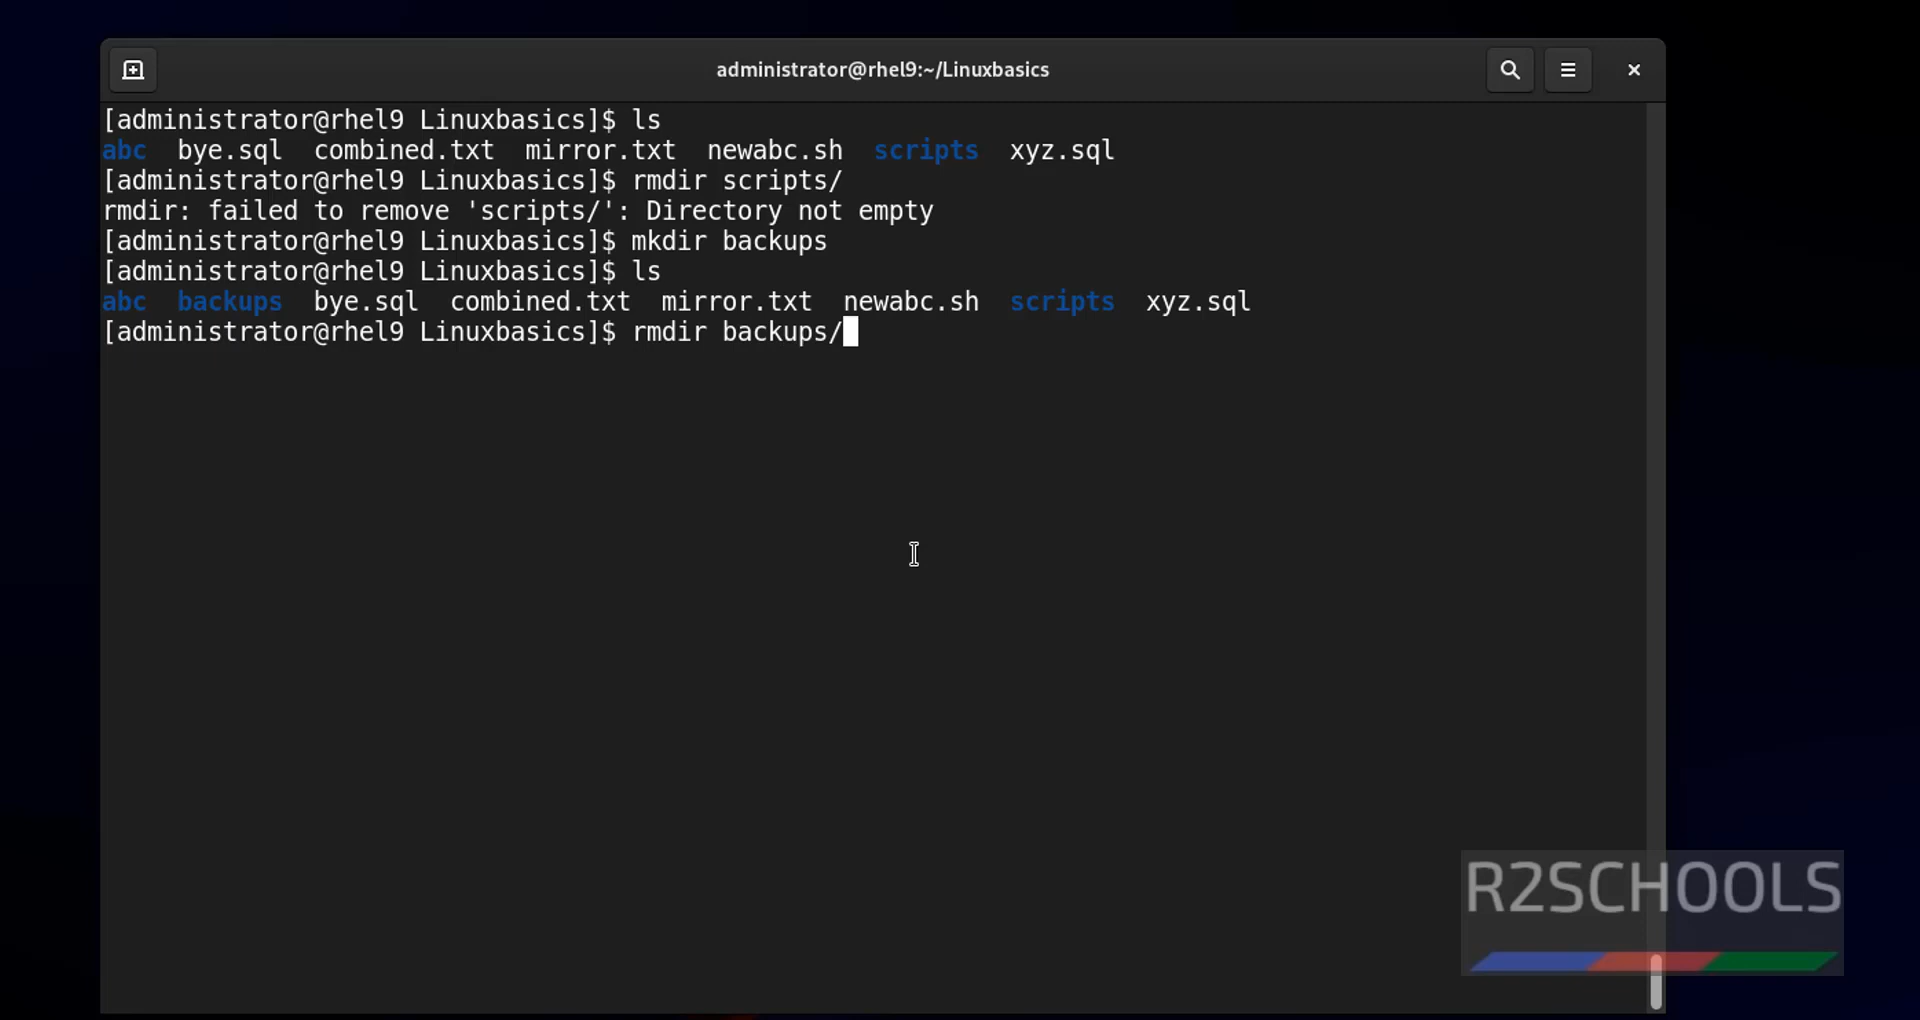 administrator@rhel9:~/Linuxbasics
[administrator@rhel9 Linuxbasics]$ ls
abc  bye.sql  combined.txt  mirror.txt  newabc.sh  scripts  xyz.sql
[administrator@rhel9 Linuxbasics]$ rmdir scripts/
rmdir: failed to remove 'scripts/': Directory not empty
[administrator@rhel9 Linuxbasics]$ mkdir backups
[administrator@rhel9 Linuxbasics]$ ls
abc  backups  bye.sql  combined.txt  mirror.txt  newabc.sh  scripts  xyz.sql
[administrator@rhel9 Linuxbasics]$ rmdir backups/
R2SCHOOLS